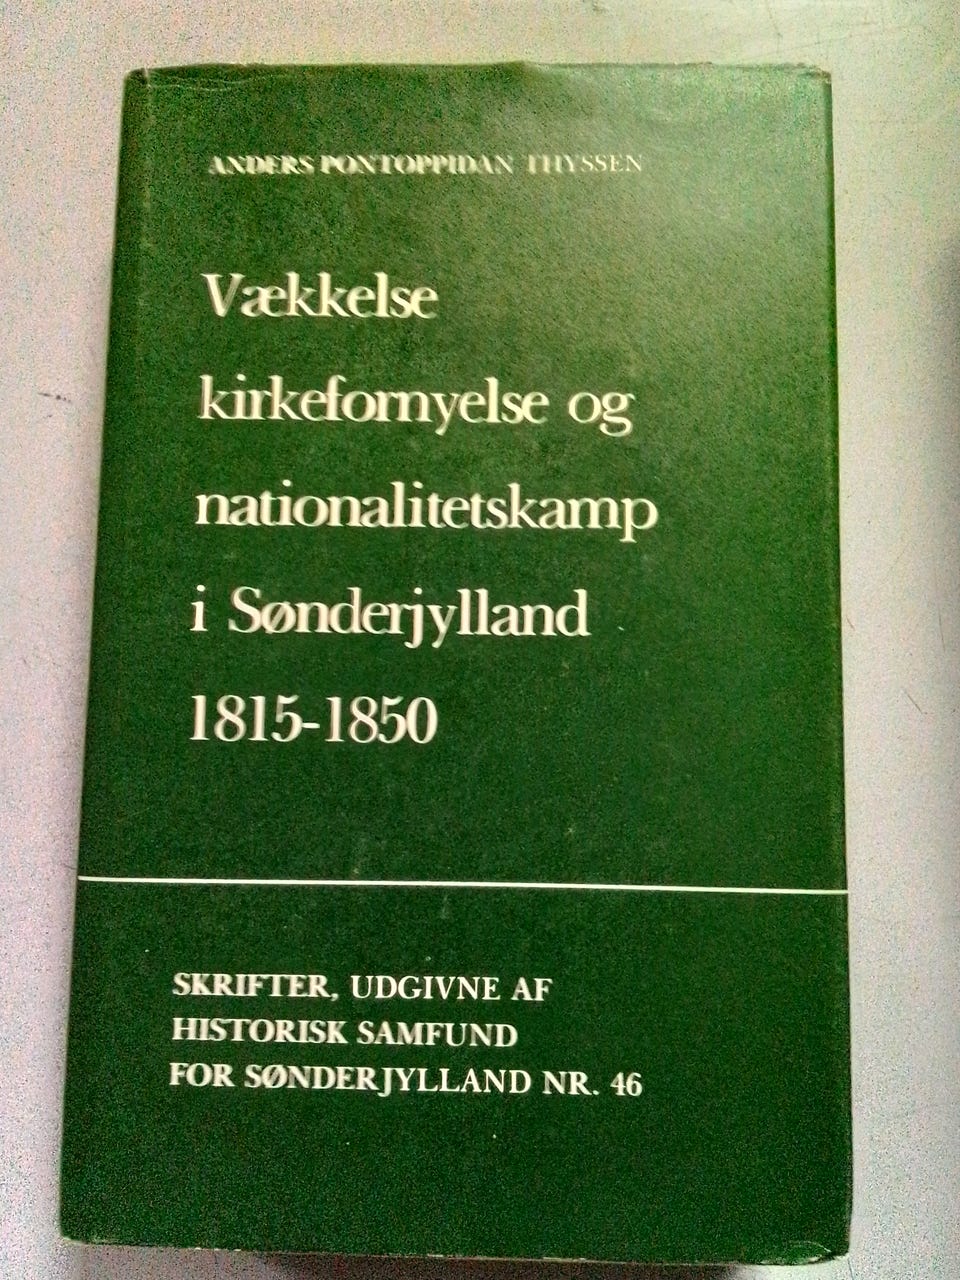 ANDERS PONTOPPIDAN THYSSEN
Vækkelse
kirkefornyelse og
nationalitetskamp
i Sønderjylland
1815-1850
SKRIFTER, UDGIVNE AF
HISTORISK SAMFUND
FOR SØNDERJYLLAND NR. 46